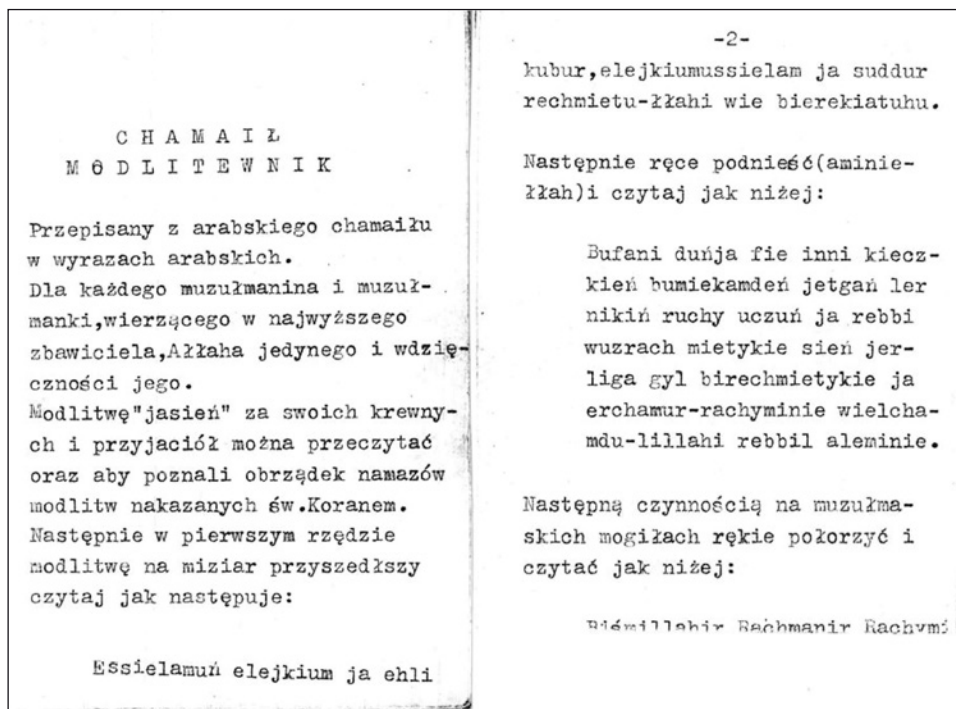 C H A M A I Ł
M O D L I T E W N I K
Przepisany z arabskiego chamaiłu
w wyrazach arabskich.
Dla każdego muzułmanina i muzuł-
manki,wierzącego w najwyższego
zbawiciela,Ałłaha jedynego i wdzię-
czności jego.
Modlitwę"jasień" za swoich krewny-
ch i przyjaciół można przeczytać
oraz aby poznali obrządek namazów
modlitw nakazanych św.Koranem.
Następnie w pierwszym rzędzie
modlitwę na miziar przyszedłszy
czytaj jak następuje:
Essielamuń elejkium ja ehli
-2-
kubur,elejkiumussielam ja suddur
rechmietu-łłahi wie bierekiatuhu.
Następnie ręce podnieść(aminie-
łłah)i czytaj jak niżej:
Bufani duńja fie inni kiecz-
kień bumiekamdeń jetgań ler
nikiń ruchy uczuń ja rebbi
wuzrach mietykie sień jer-
liga gyl birechmietykie ja
erchamur-rachyminie wielcha-
mdu-lillahi rebbil aleminie.
Następną czynnością na muzułma-
skich mogiłach rękie połorzyć i
czytać jak niżej:
Biśmillahir Rachmanir Rachymi